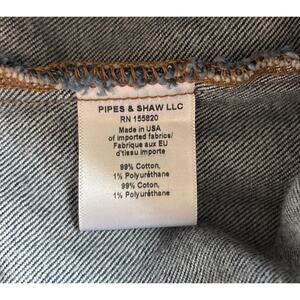 PIPES & SHAW LLC
RN 155820
Made in USA
of imported fabrics/
Fabrique aux EU
d'tissu importe
99% Cotton,
1% Polyuréthane
99% Coton,
1% Polyuréthane